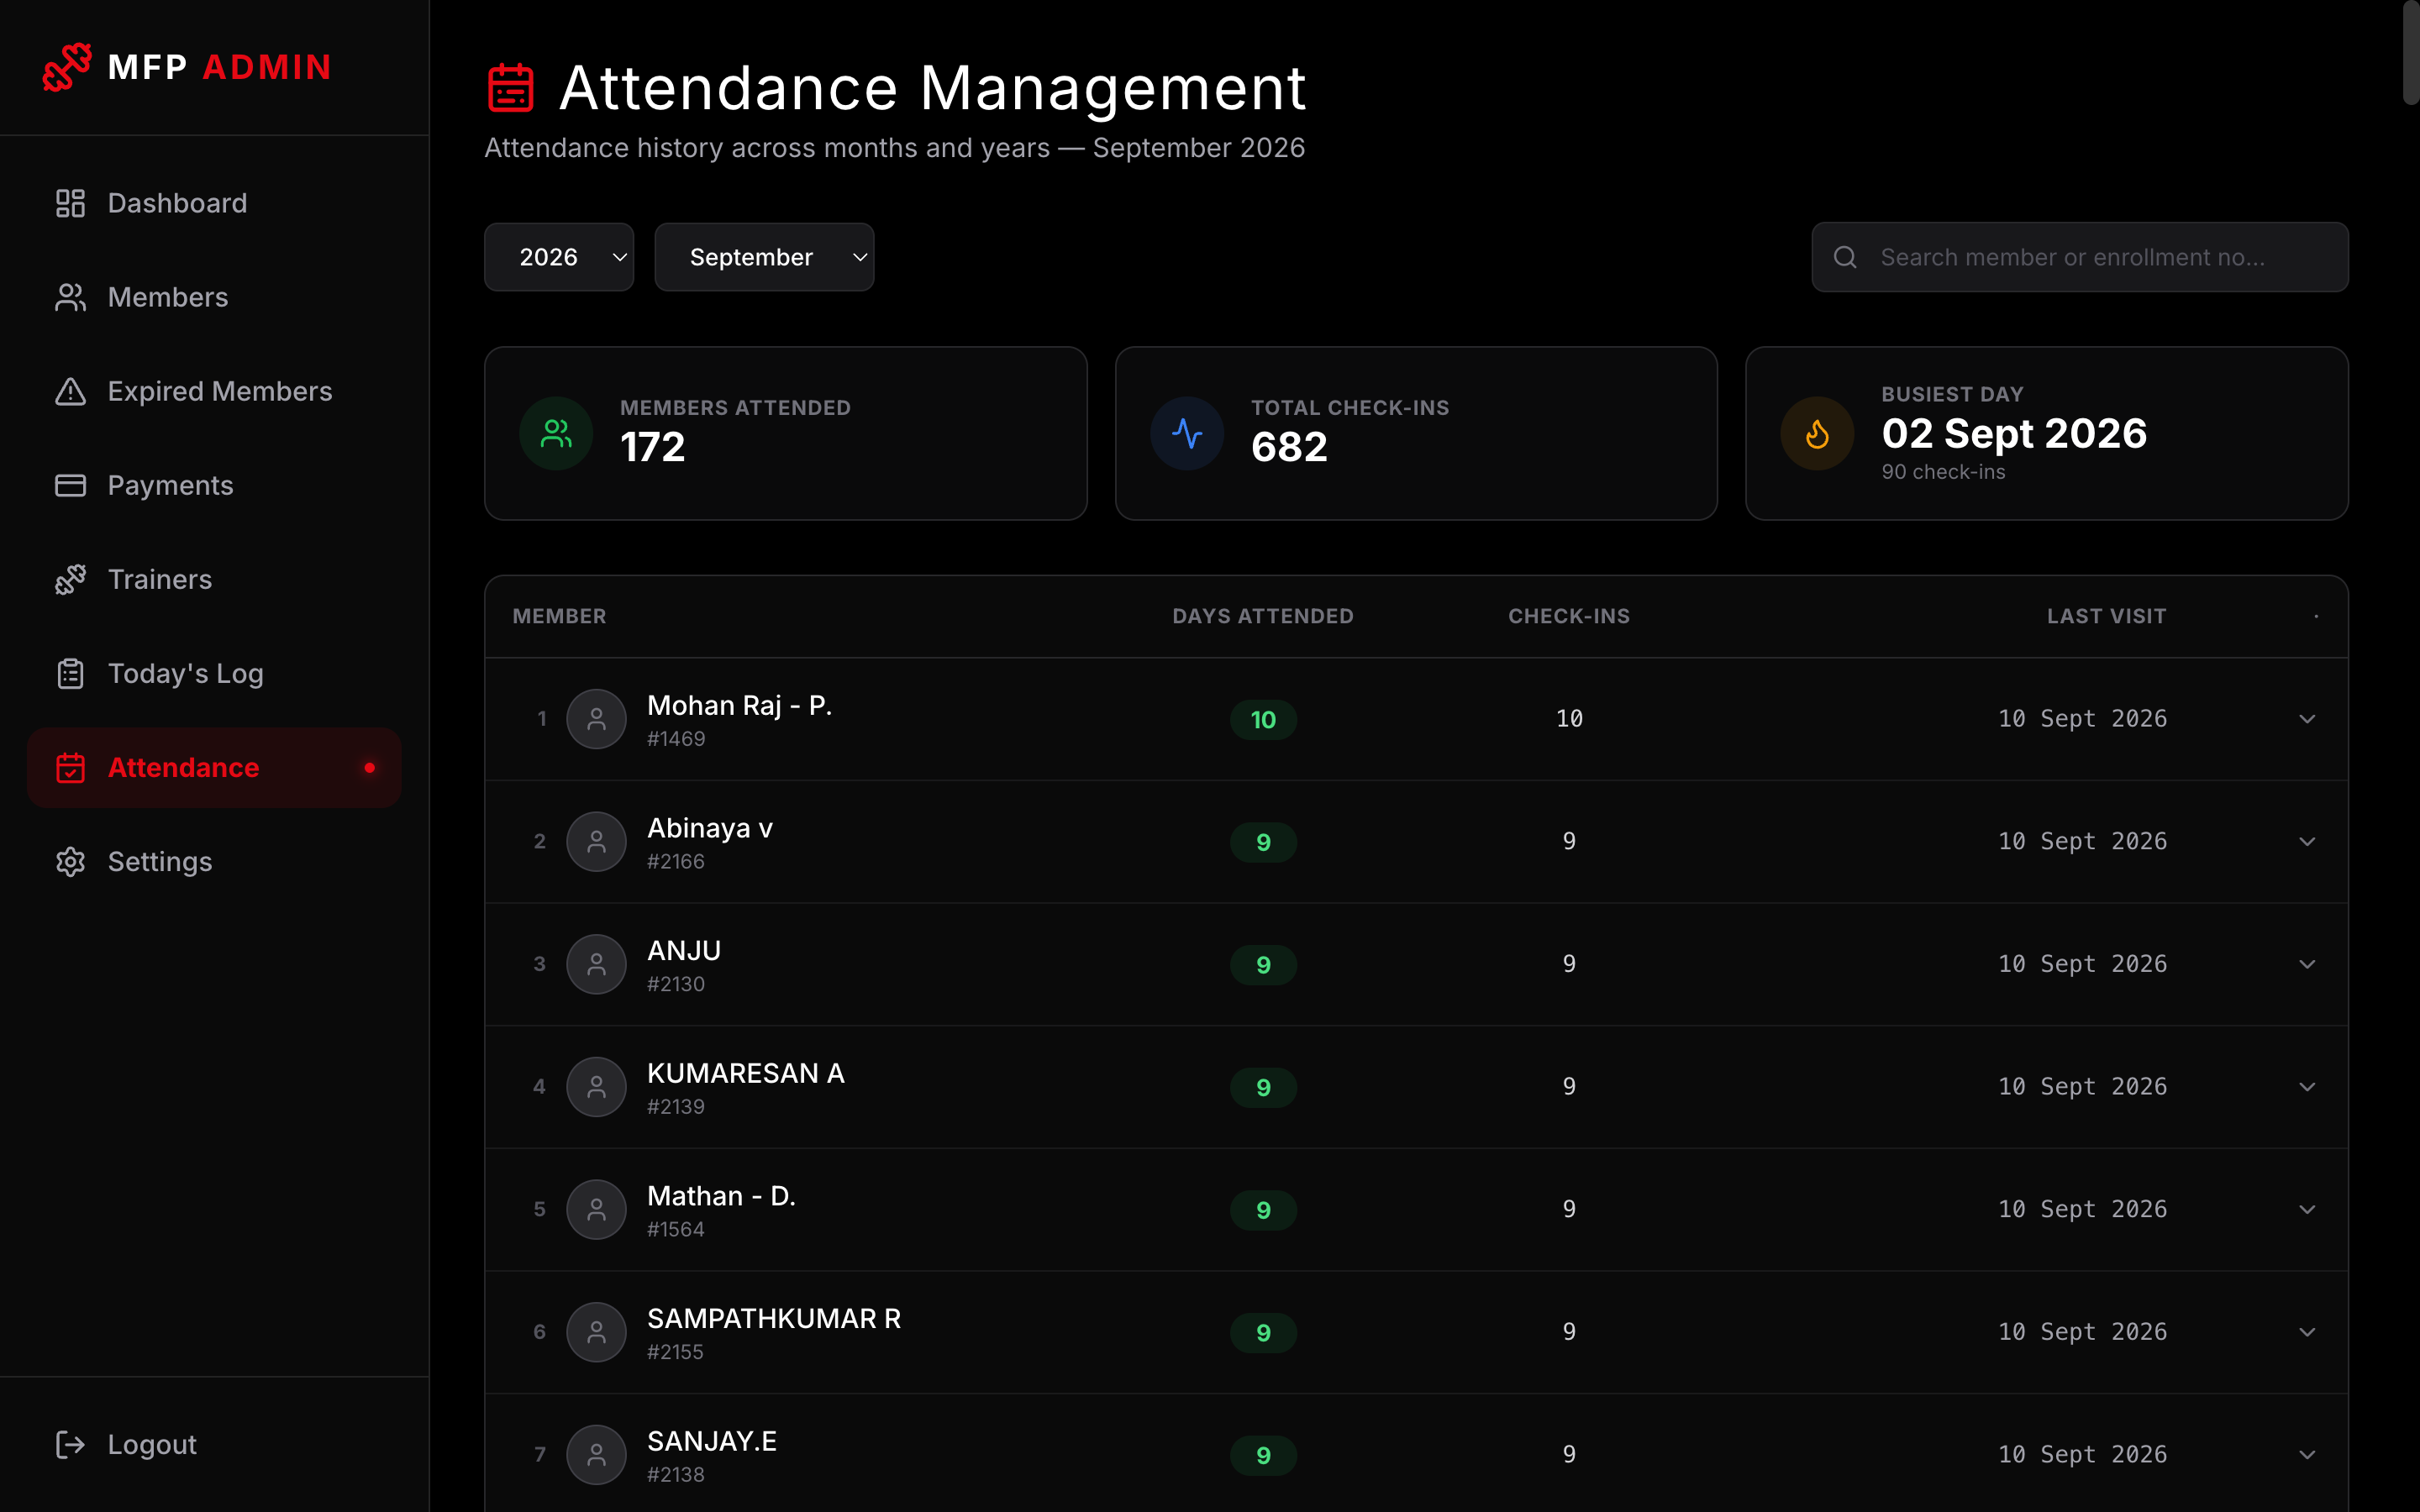 MFP ADMIN
Dashboard
Members
Expired Members
Payments
Trainers
Today's Log
Attendance
Settings
Logout
Attendance Management
Attendance history across months and years — September 2026
2026
September
Search member or enrollment no...
MEMBERS ATTENDED
172
TOTAL CHECK-INS
682
BUSIEST DAY
02 Sept 2026
90 check-ins
MEMBER DAYS ATTENDED CHECK-INS LAST VISIT ·
1 Mohan Raj - P. 10 10 10 Sept 2026
#1469
2 Abinaya v 9 9 10 Sept 2026
#2166
3 ANJU 9 9 10 Sept 2026
#2130
4 KUMARESAN A 9 9 10 Sept 2026
#2139
5 Mathan - D. 9 9 10 Sept 2026
#1564
6 SAMPATHKUMAR R 9 9 10 Sept 2026
#2155
7 SANJAY.E 9 9 10 Sept 2026
#2138